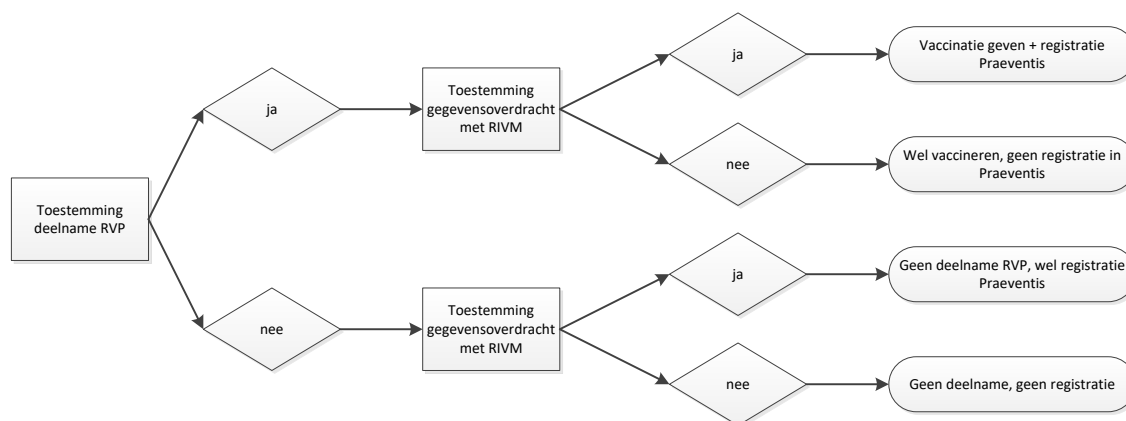 Toestemming
deelname RVP
ja
Toestemming
gegevensoverdracht
met RIVM
ja
Vaccinatie geven + registratie
Praeventis
nee
Wel vaccineren, geen registratie in
Praeventis
nee
Toestemming
gegevensoverdracht
met RIVM
ja
Geen deelname RVP, wel registratie
Praeventis
nee
Geen deelname, geen registratie